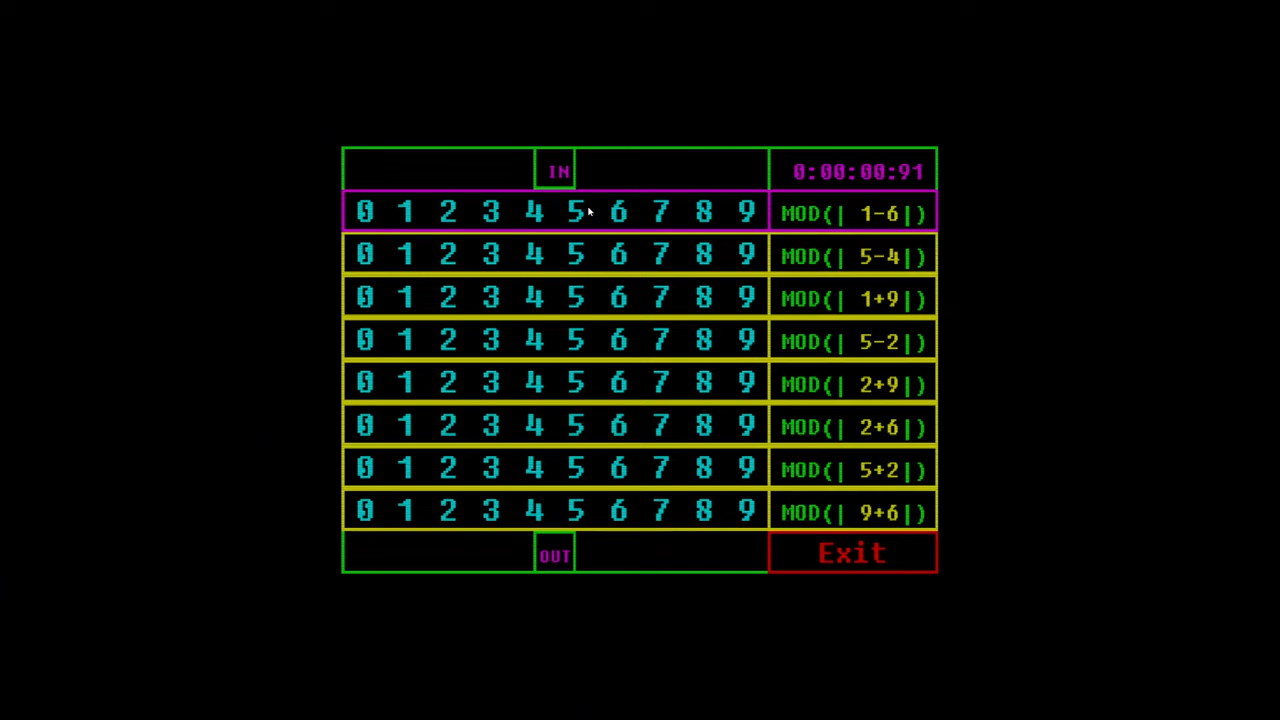 IN 0:00:00:91
0 1 2 3 4 5 6 7 8 9 MOD(| 1-6|)
0 1 2 3 4 5 6 7 8 9 MOD(| 5-4|)
0 1 2 3 4 5 6 7 8 9 MOD(| 1+9|)
0 1 2 3 4 5 6 7 8 9 MOD(| 5-2|)
0 1 2 3 4 5 6 7 8 9 MOD(| 2+9|)
0 1 2 3 4 5 6 7 8 9 MOD(| 2+6|)
0 1 2 3 4 5 6 7 8 9 MOD(| 5+2|)
0 1 2 3 4 5 6 7 8 9 MOD(| 9+6|)
OUT Exit